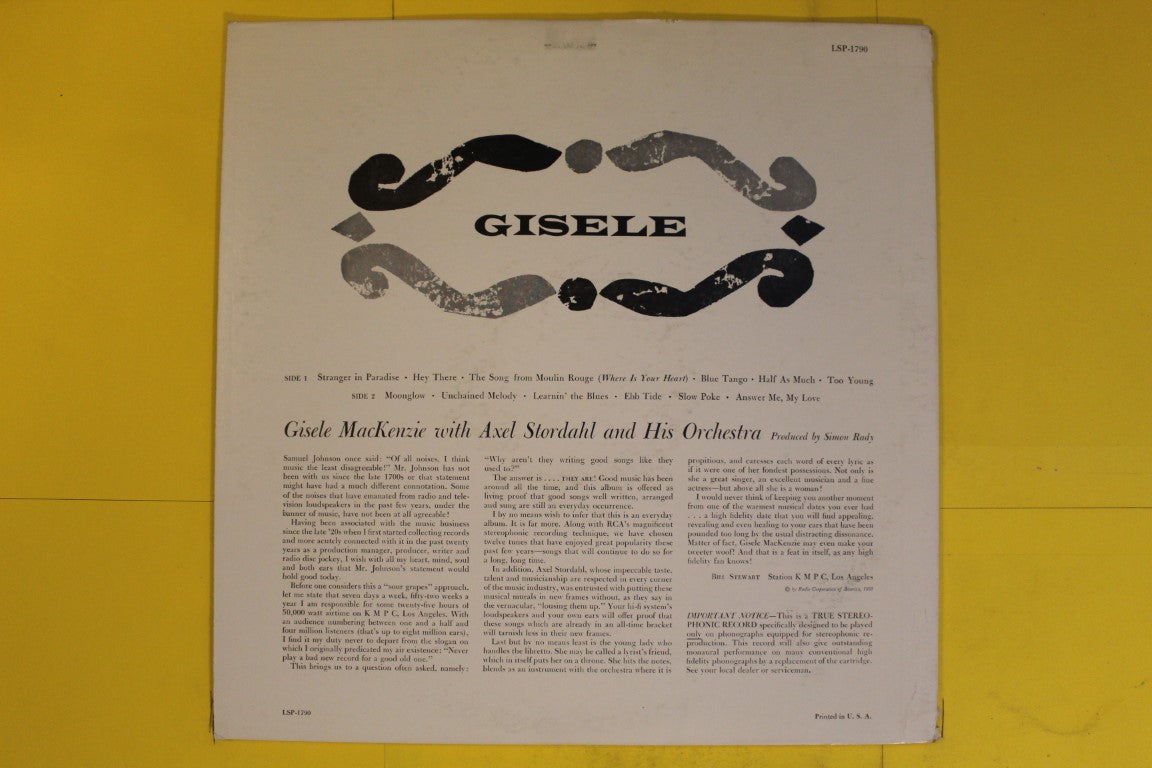 LSP-1790
GISELE
SIDE 1 Stranger in Paradise • Hey There • The Song from Moulin Rouge (Where Is Your Heart) • Blue Tango • Half As Much • Too Young
SIDE 2 Moonglow • Unchained Melody • Learnin' the Blues • Ebb Tide • Slow Poke • Answer Me, My Love
Gisele MacKenzie with Axel Stordahl and His Orchestra Produced by Simon Rady
Samuel Johnson once said: "Of all noises, I think
music the least disagreeable!" Mr. Johnson has not
been with us since the late 1700s or that statement
might have had a much different connotation. Some
of the noises that have emanated from radio and tele-
vision loudspeakers in the past few years, under the
banner of music, have not been at all agreeable!
Having been associated with the music business
since the late '20s when I first started collecting records
and more acutely connected with it in the past twenty
years as a production manager, producer, writer and
radio disc jockey, I wish with all my heart, mind, soul
and both ears that Mr. Johnson's statement would
hold good today.
Before one considers this a "sour grapes" approach,
let me state that seven days a week, fifty-two weeks a
year I am responsible for some twenty-five hours of
50,000 watt airtime on K M P C, Los Angeles. With
an audience numbering between one and a half and
four million listeners (that's up to eight million ears),
I find it my duty never to depart from the slogan on
which I originally predicated my air existence: "Never
play a bad new record for a good old one."
This brings us to a question often asked, namely:
"Why aren't they writing good songs like they
used to?"
The answer is . . . . THEY ARE! Good music has been
around all the time, and this album is offered as
living proof that good songs well written, arranged
and sung are still an everyday occurrence.
I by no means wish to infer that this is an everyday
album. It is far more. Along with RCA's magnificent
stereophonic recording technique, we have chosen
twelve tunes that have enjoyed great popularity these
past few years—songs that will continue to do so for
a long, long time.
In addition, Axel Stordahl, whose impeccable taste,
talent and musicianship are respected in every corner
of the music industry, was entrusted with putting these
musical murals in new frames without, as they say in
the vernacular, "lousing them up." Your hi-fi system's
loudspeakers and your own ears will offer proof that
these songs which are already in an all-time bracket
will tarnish less in their new frames.
Last but by no means least is the young lady who
handles the libretto. She may be called a lyrist's friend,
which in itself puts her on a throne. She hits the notes,
blends as an instrument with the orchestra where it is
propitious, and caresses each word of every lyric as
if it were one of her fondest possessions. Not only is
she a great singer, an excellent musician and a fine
actress—but above all she is a woman!
I would never think of keeping you another moment
from one of the warmest musical dates you ever had
. . . a high fidelity date that you will find appealing,
revealing and even healing to your ears that have been
pounded too long by the usual distracting dissonance.
Matter of fact, Gisele MacKenzie may even make your
tweeter woof! And that is a feat in itself, as any high
fidelity fan knows!
BILL STEWART Station K M P C, Los Angeles
© by Radio Corporation of America, 1959
IMPORTANT NOTICE—This is a TRUE STEREO-
PHONIC RECORD specifically designed to be played
only on phonographs equipped for stereophonic re-
production. This record will also give outstanding
monaural performance on many conventional high
fidelity phonographs by a replacement of the cartridge.
See your local dealer or serviceman.
LSP-1790
Printed in U. S. A.